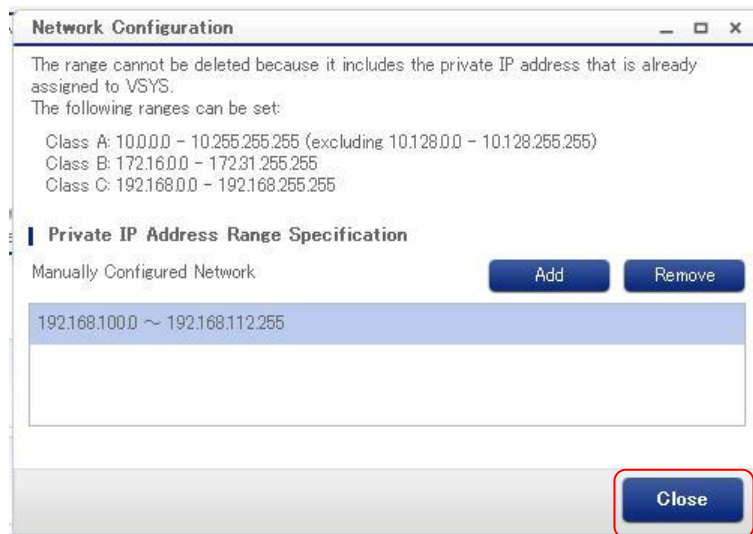 Network Configuration
The range cannot be deleted because it includes the private IP address that is already
assigned to VSYS.
The following ranges can be set:
Class A: 10.0.0.0 - 10.255.255.255 (excluding 10.128.0.0 - 10.128.255.255)
Class B: 172.16.0.0 - 172.31.255.255
Class C: 192.168.0.0 - 192.168.255.255
Private IP Address Range Specification
Manually Configured Network
Add
Remove
192.168.100.0 ～ 192.168.112.255
Close